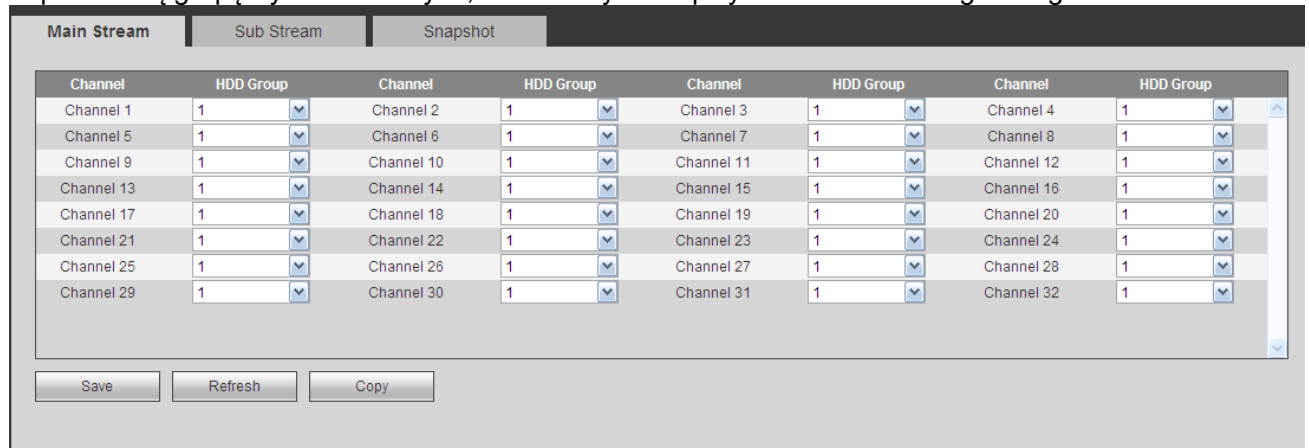 Main Stream Sub Stream Snapshot
Channel HDD Group Channel HDD Group Channel HDD Group Channel HDD Group
Channel 1 1 Channel 2 1 Channel 3 1 Channel 4 1
Channel 5 1 Channel 6 1 Channel 7 1 Channel 8 1
Channel 9 1 Channel 10 1 Channel 11 1 Channel 12 1
Channel 13 1 Channel 14 1 Channel 15 1 Channel 16 1
Channel 17 1 Channel 18 1 Channel 19 1 Channel 20 1
Channel 21 1 Channel 22 1 Channel 23 1 Channel 24 1
Channel 25 1 Channel 26 1 Channel 27 1 Channel 28 1
Channel 29 1 Channel 30 1 Channel 31 1 Channel 32 1
Save Refresh Copy